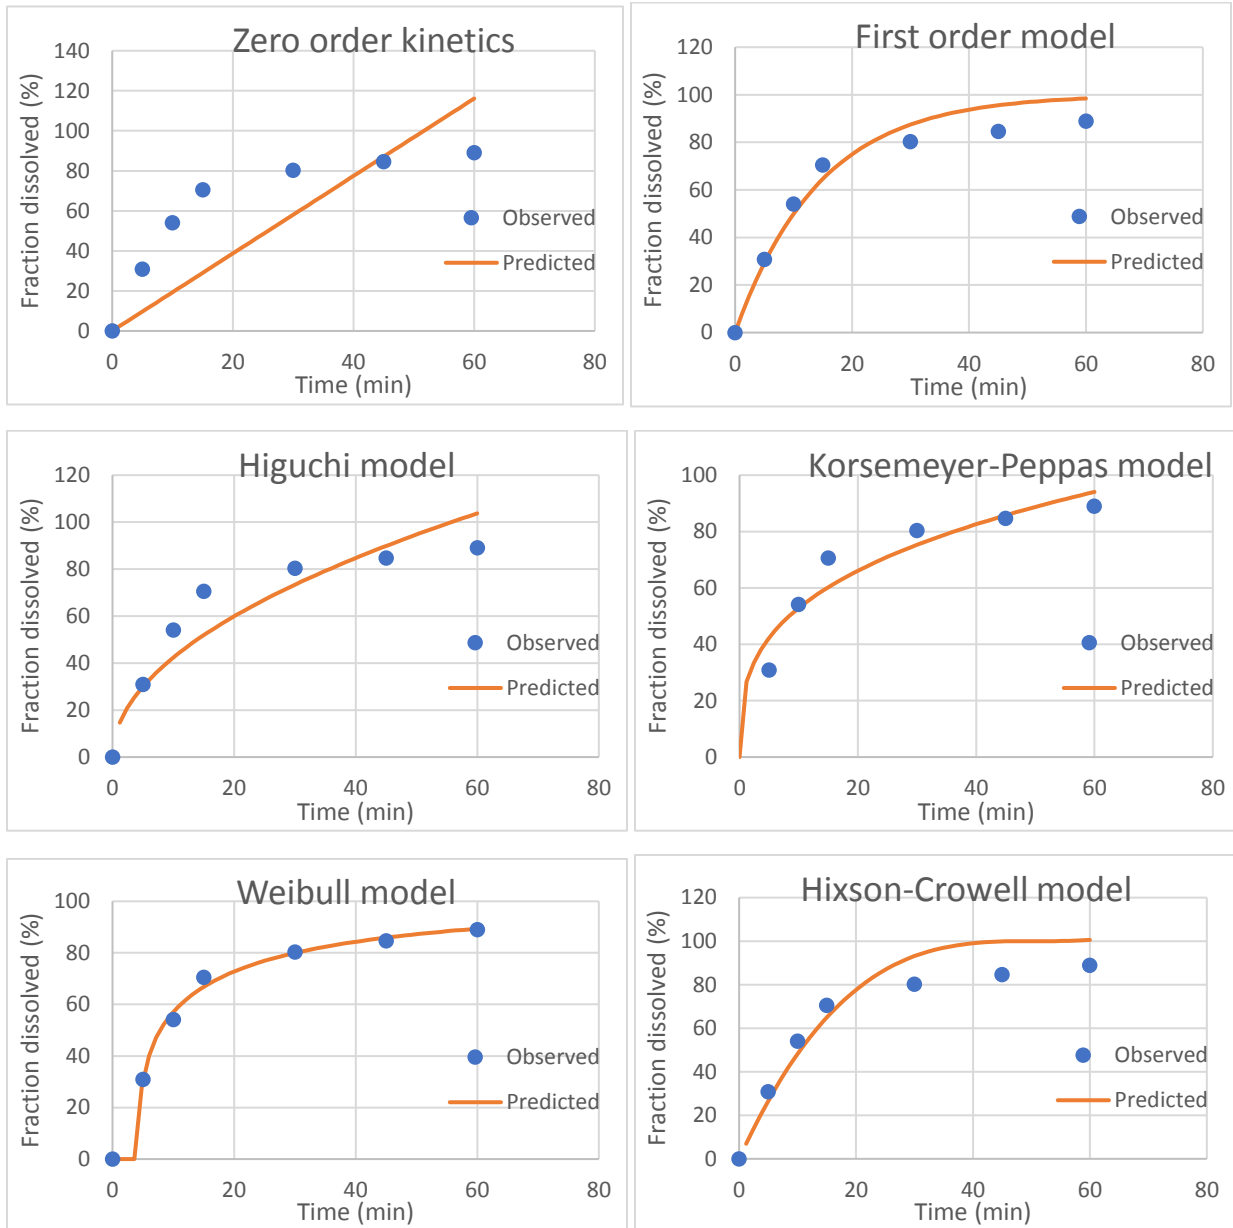 Zero order kinetics
Fraction dissolved (%)
140
120
100
80
60
40
20
0
0 20 40 60 80
Time (min)
Observed
Predicted
First order model
Fraction dissolved (%)
120
100
80
60
40
20
0
0 20 40 60 80
Time (min)
Observed
Predicted
Higuchi model
Fraction dissolved (%)
120
100
80
60
40
20
0
0 20 40 60 80
Time (min)
Observed
Predicted
Korsemeyer-Peppas model
Fraction dissolved (%)
100
80
60
40
20
0
0 20 40 60 80
Time (min)
Observed
Predicted
Weibull model
Fraction dissolved (%)
100
80
60
40
20
0
0 20 40 60 80
Time (min)
Observed
Predicted
Hixson-Crowell model
Fraction dissolved (%)
120
100
80
60
40
20
0
0 20 40 60 80
Time (min)
Observed
Predicted